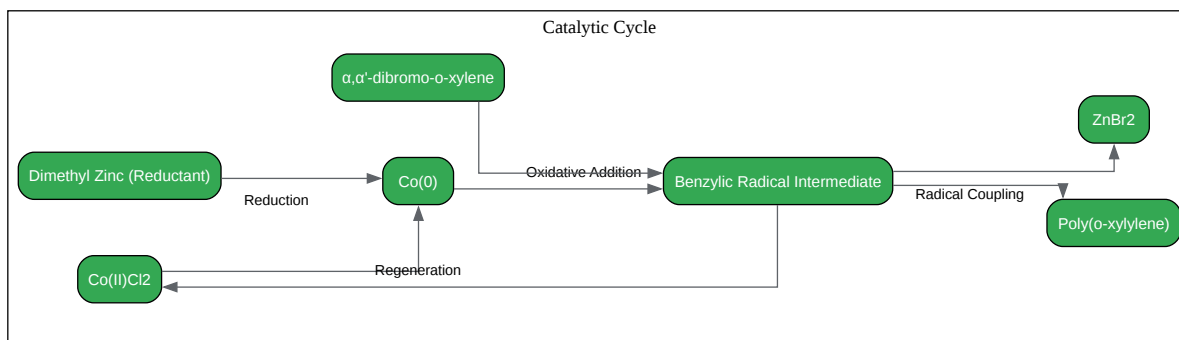 Catalytic Cycle
α,α'-dibromo-o-xylene
ZnBr2
Dimethyl Zinc (Reductant)
Reduction
Co(0)
Oxidative Addition
Benzylic Radical Intermediate
Radical Coupling
Poly(o-xylylene)
Co(II)Cl2
Regeneration